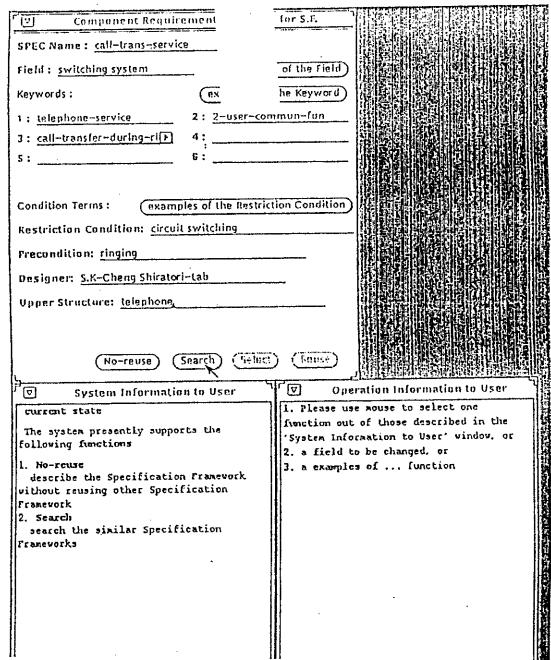 Component Requirement for S.F.
SPEC Name : call-trans-service
Field : switching system of the Field
Keywords : ex he Keyword
1 : telephone-service 2 : 2-user-commun-fun
3 : call-transfer-during-ri 4 :
5 : 6 :
Condition Terms : examples of the Restriction Condition
Restriction Condition: circuit switching
Precondition: ringing
Designer: S.K-Cheng Shiratori-Lab
Upper Structure: telephone
No-reuse Search Select Reuse
System Information to User
current state
The system presently supports the
following functions
1. No-reuse
describe the Specification Framework
without reusing other Specification
Framework
2. Search
search the similar Specification
Frameworks
Operation Information to User
1. Please use mouse to select one
function out of those described in the
'System Information to User' window, or
2. a field to be changed, or
3. a examples of ... function